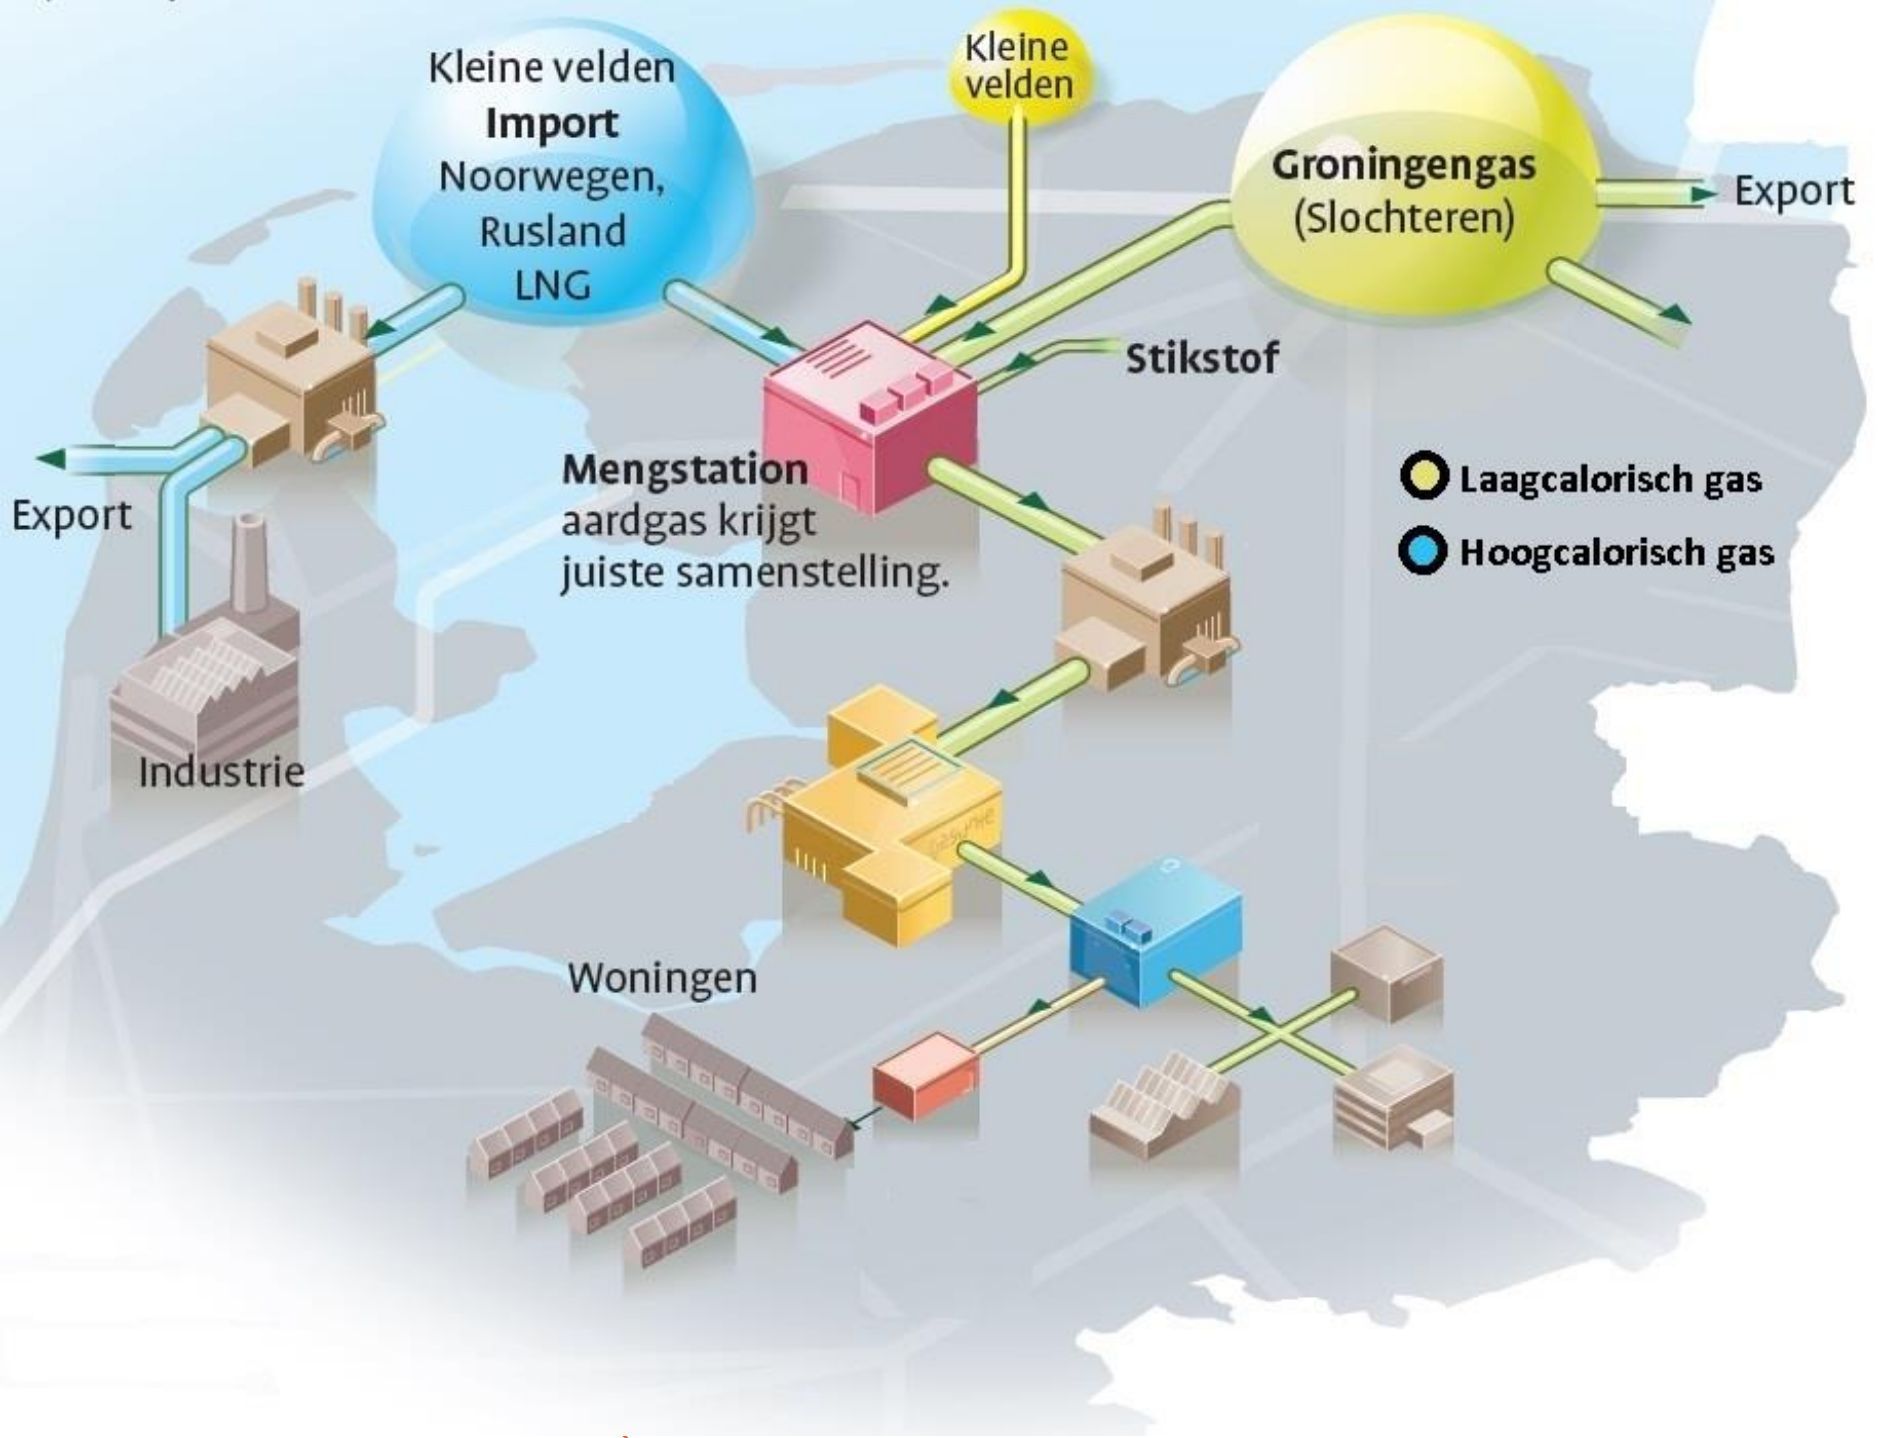 Kleine velden
Import
Noorwegen,
Rusland
LNG
Kleine
velden
Groningengas
(Slochteren)
Export
Stikstof
Mengstation
aardgas krijgt
juiste samenstelling.
Laagcalorisch gas
Hoogcalorisch gas
Export
Industrie
gasunie
Woningen